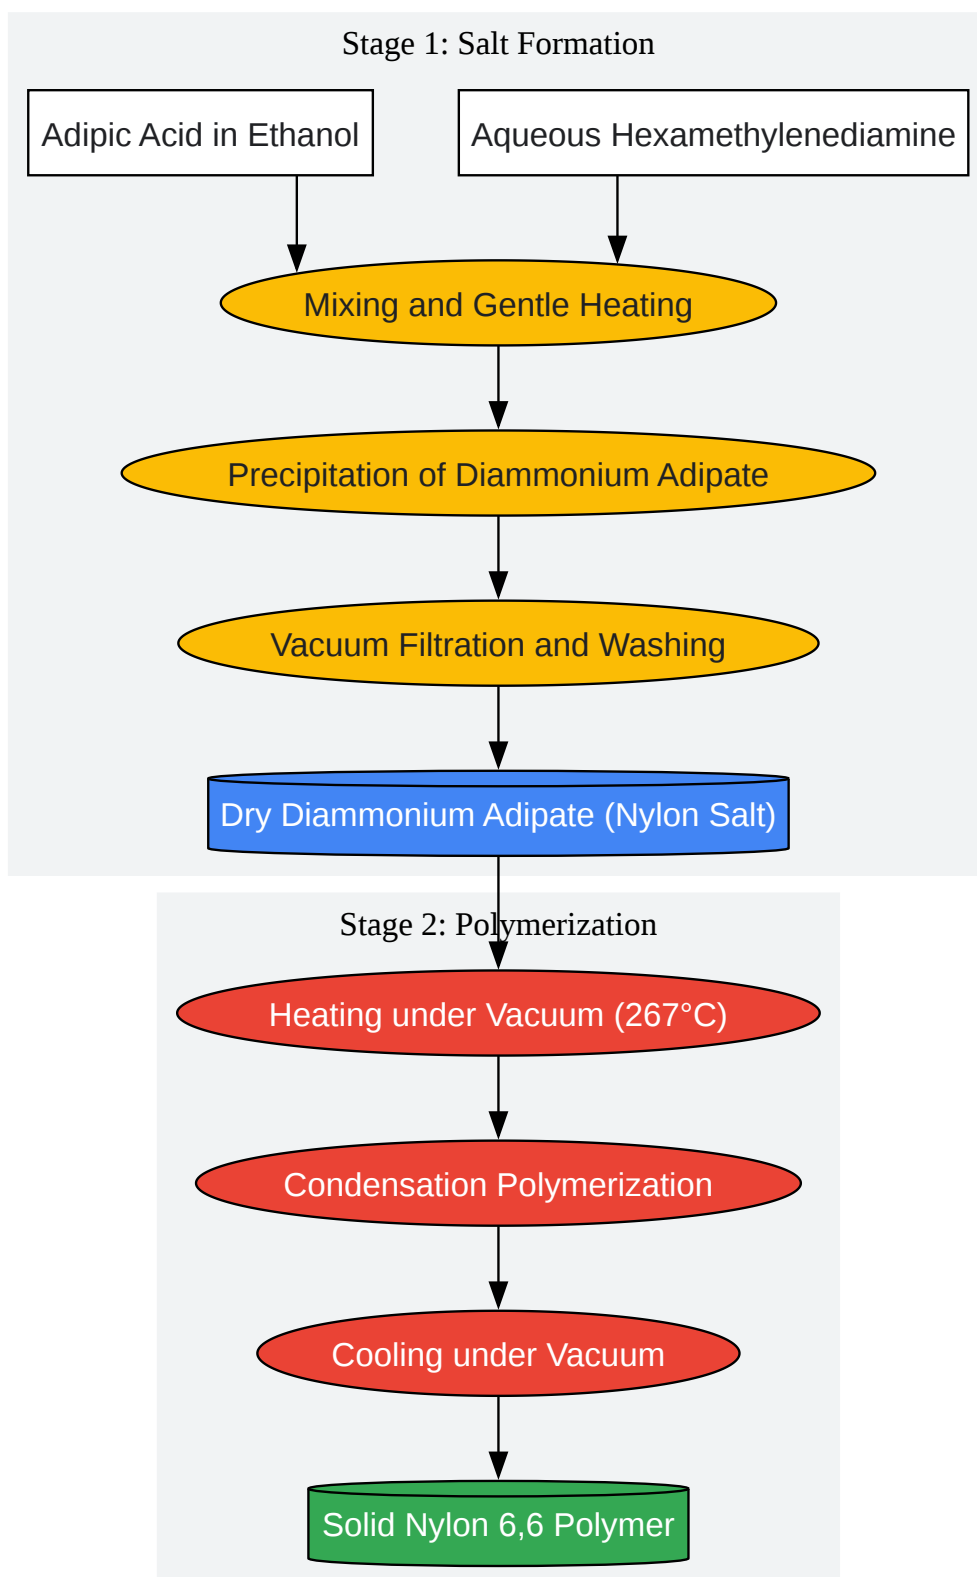 Stage 1: Salt Formation
Adipic Acid in Ethanol
Aqueous Hexamethylenediamine
Mixing and Gentle Heating
Precipitation of Diammonium Adipate
Vacuum Filtration and Washing
Dry Diammonium Adipate (Nylon Salt)
Stage 2: Polymerization
Heating under Vacuum (267°C)
Condensation Polymerization
Cooling under Vacuum
Solid Nylon 6,6 Polymer